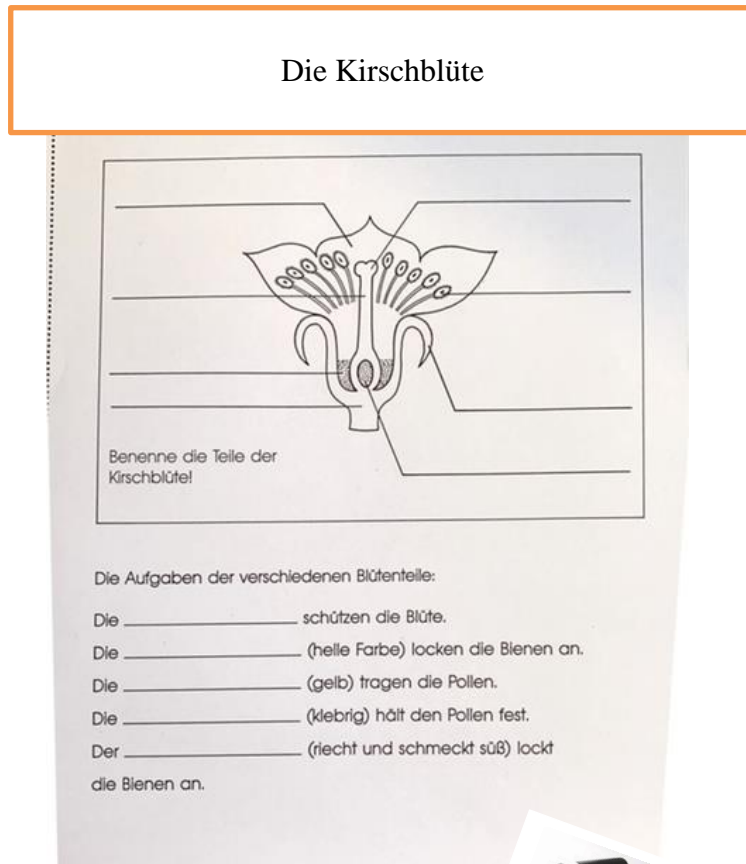 Die Kirschblüte
Benenne die Teile der
Kirschblüte!
Die Aufgaben der verschiedenen Blütenteile:
Die ______________ schützen die Blüte.
Die ______________ (helle Farbe) locken die Bienen an.
Die ______________ (gelb) tragen die Pollen.
Die ______________ (klebrig) hält den Pollen fest.
Der ______________ (riecht und schmeckt süß) lockt
die Bienen an.